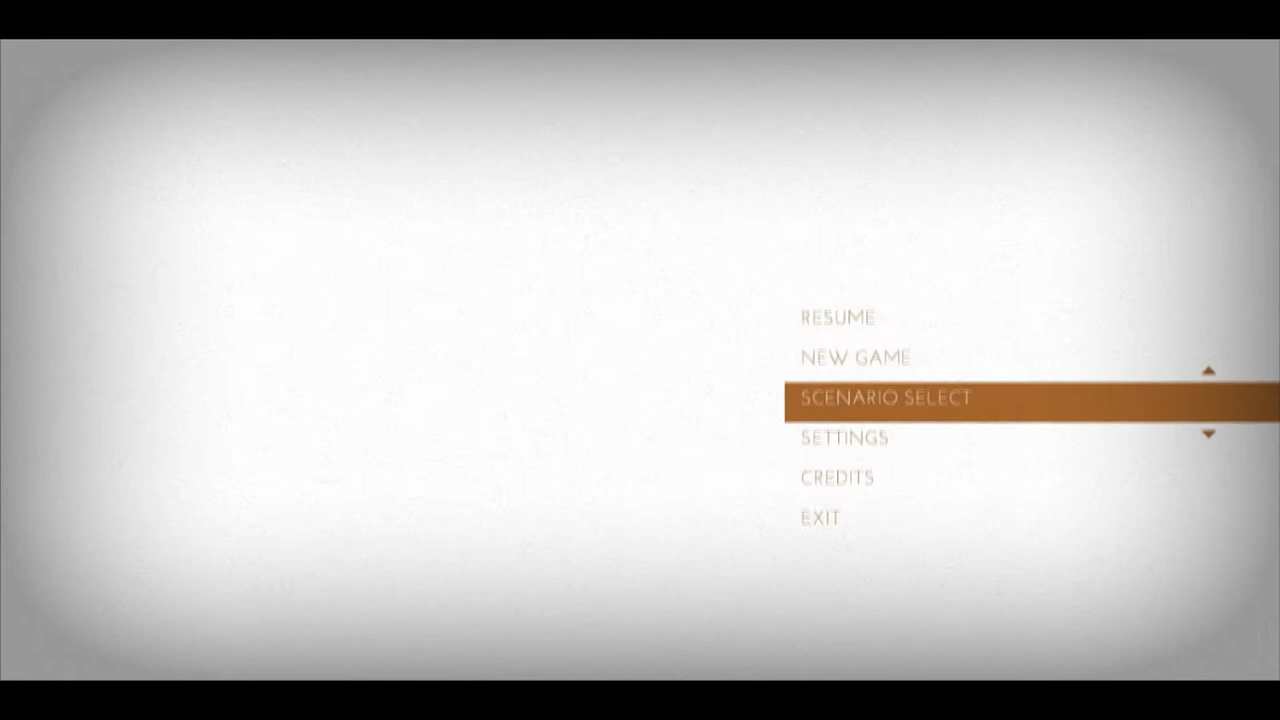 RESUME
NEW GAME
SCENARIO SELECT
SETTINGS
CREDITS
EXIT